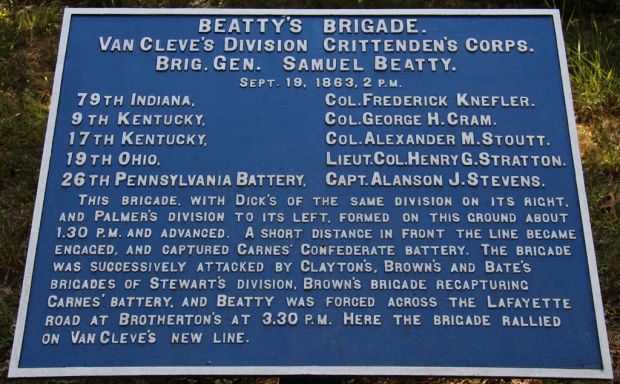 BEATTY'S BRIGADE.
VAN CLEVE'S DIVISION CRITTENDEN'S CORPS.
BRIG. GEN. SAMUEL BEATTY.
SEPT. 19, 1863, 2 P.M.
79TH INDIANA, COL. FREDERICK KNEFLER.
9TH KENTUCKY, COL. GEORGE H. CRAM.
17TH KENTUCKY, COL. ALEXANDER M. STOUTT.
19TH OHIO, LIEUT. COL. HENRY G. STRATTON.
26TH PENNSYLVANIA BATTERY, CAPT. ALANSON J. STEVENS.
THIS BRIGADE, WITH DICK'S OF THE SAME DIVISION ON ITS RIGHT,
AND PALMER'S DIVISION TO ITS LEFT, FORMED ON THIS GROUND ABOUT
1.30 P.M. AND ADVANCED. A SHORT DISTANCE IN FRONT THE LINE BECAME
ENGAGED, AND CAPTURED CARNES' CONFEDERATE BATTERY. THE BRIGADE
WAS SUCCESSIVELY ATTACKED BY CLAYTON'S, BROWN'S AND BATE'S
BRIGADES OF STEWART'S DIVISION, BROWN'S BRIGADE RECAPTURING
CARNES' BATTERY, AND BEATTY WAS FORCED ACROSS THE LAFAYETTE
ROAD AT BROTHERTON'S AT 3.30 P.M. HERE THE BRIGADE RALLIED
ON VAN CLEVE'S NEW LINE.